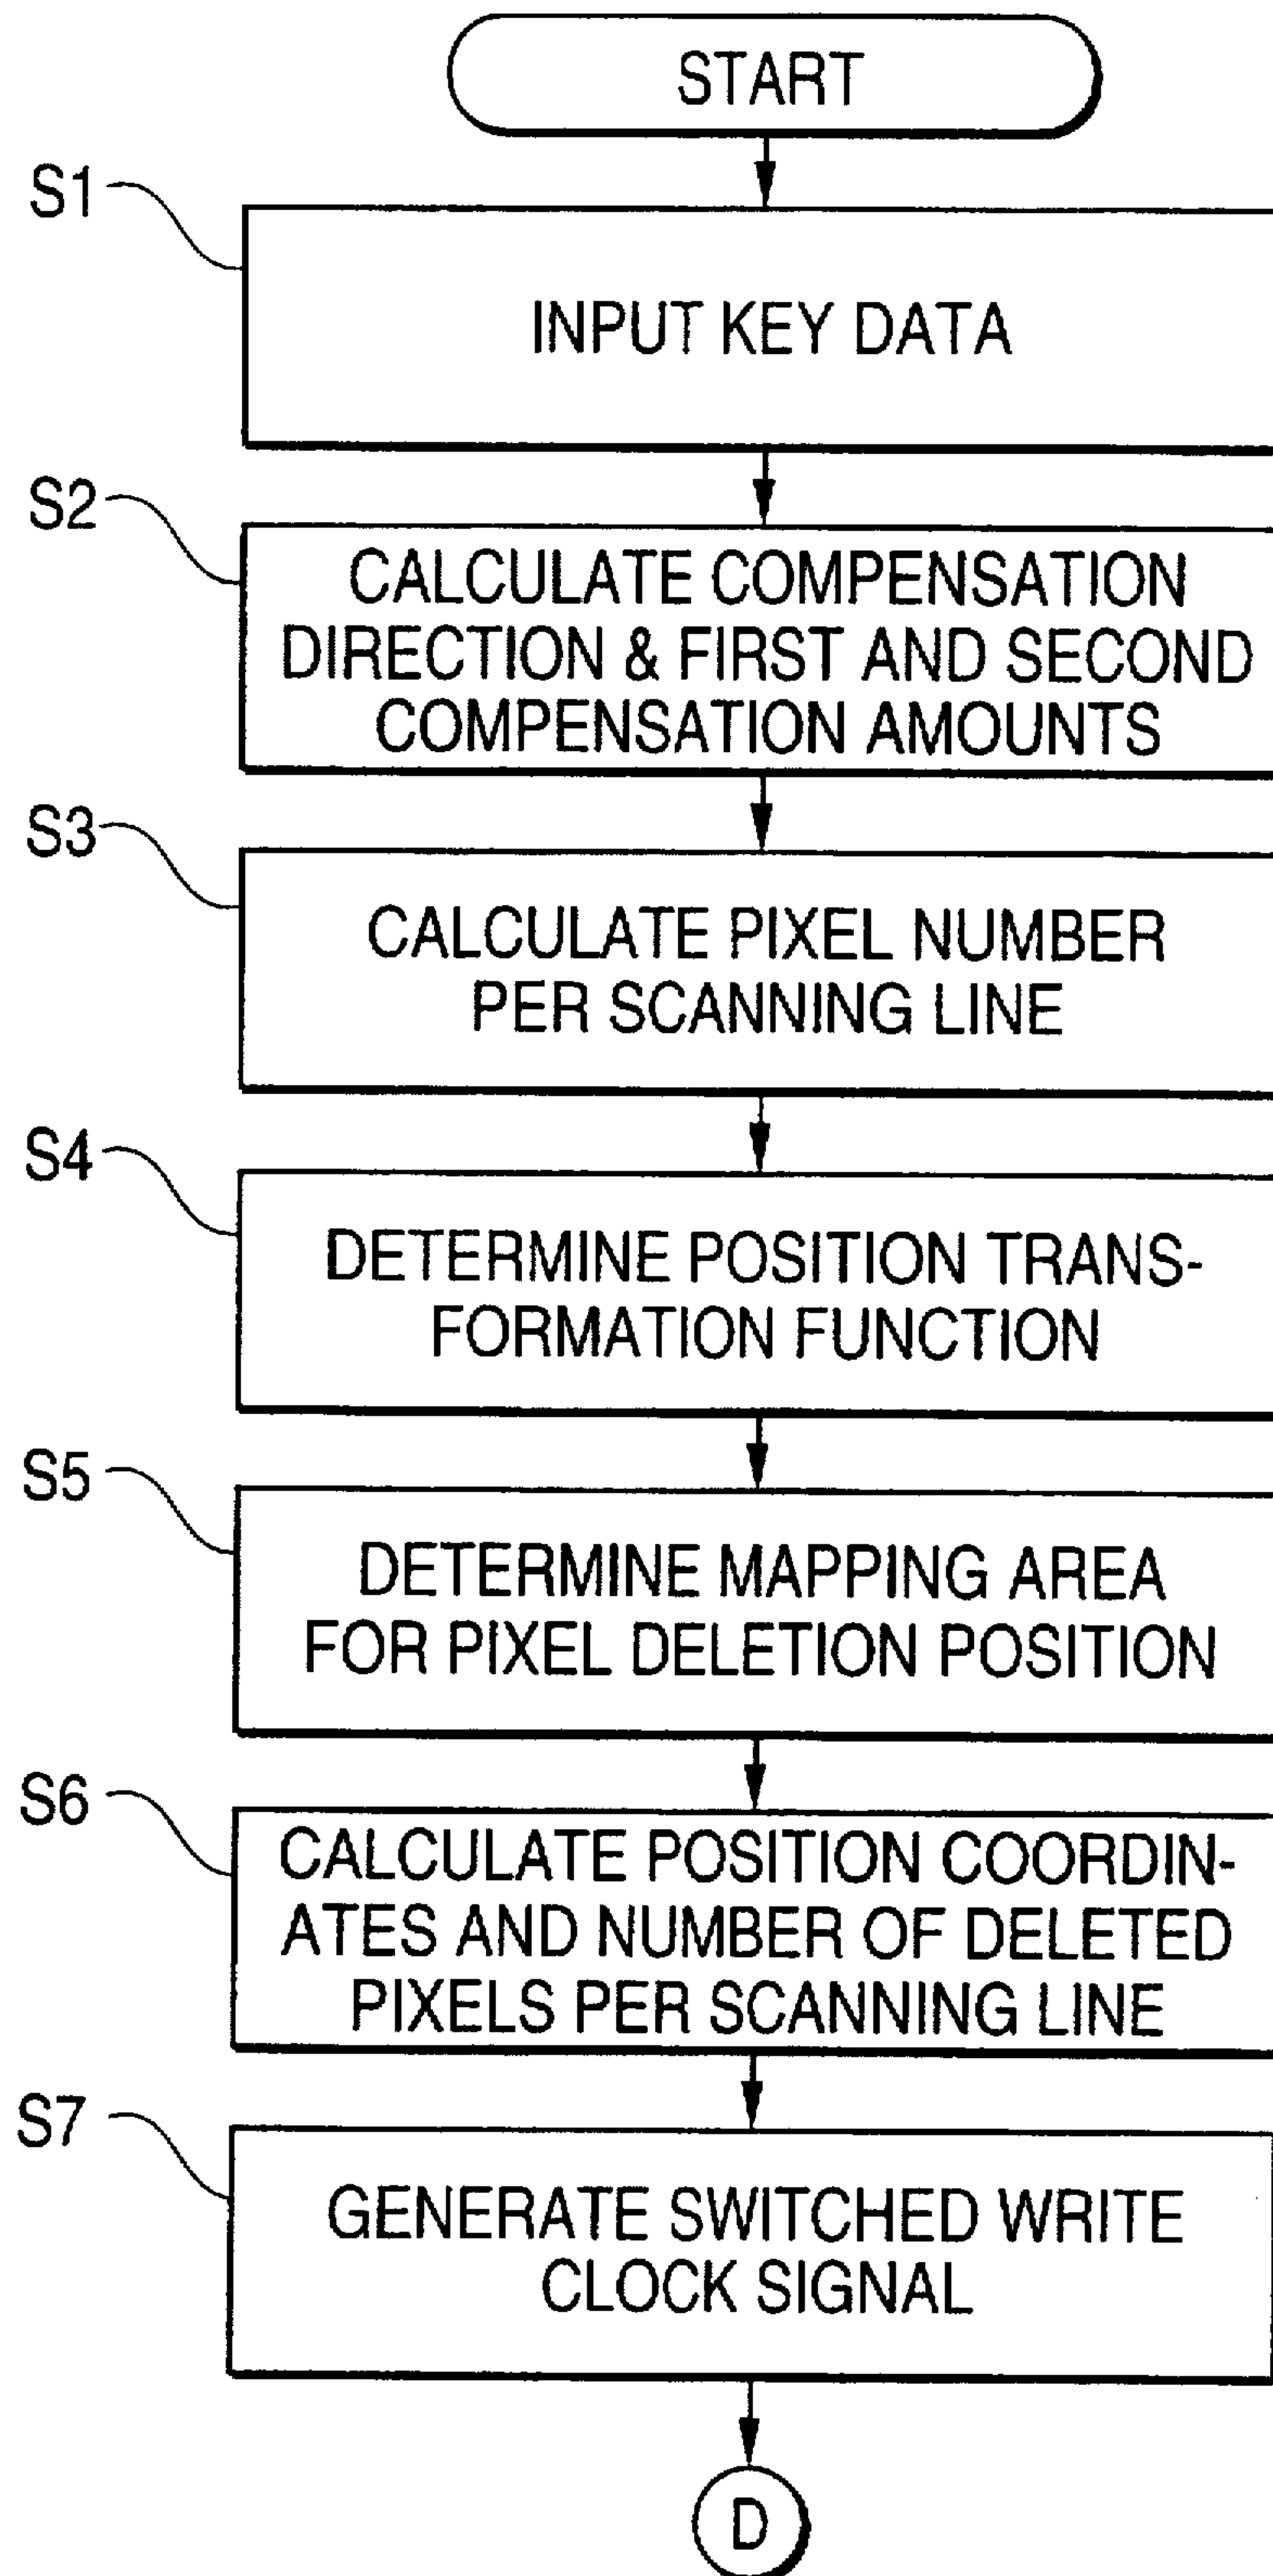 START
S1
INPUT KEY DATA
S2
CALCULATE COMPENSATION
DIRECTION & FIRST AND SECOND
COMPENSATION AMOUNTS
S3
CALCULATE PIXEL NUMBER
PER SCANNING LINE
S4
DETERMINE POSITION TRANS-
FORMATION FUNCTION
S5
DETERMINE MAPPING AREA
FOR PIXEL DELETION POSITION
S6
CALCULATE POSITION COORDIN-
ATES AND NUMBER OF DELETED
PIXELS PER SCANNING LINE
S7
GENERATE SWITCHED WRITE
CLOCK SIGNAL
D